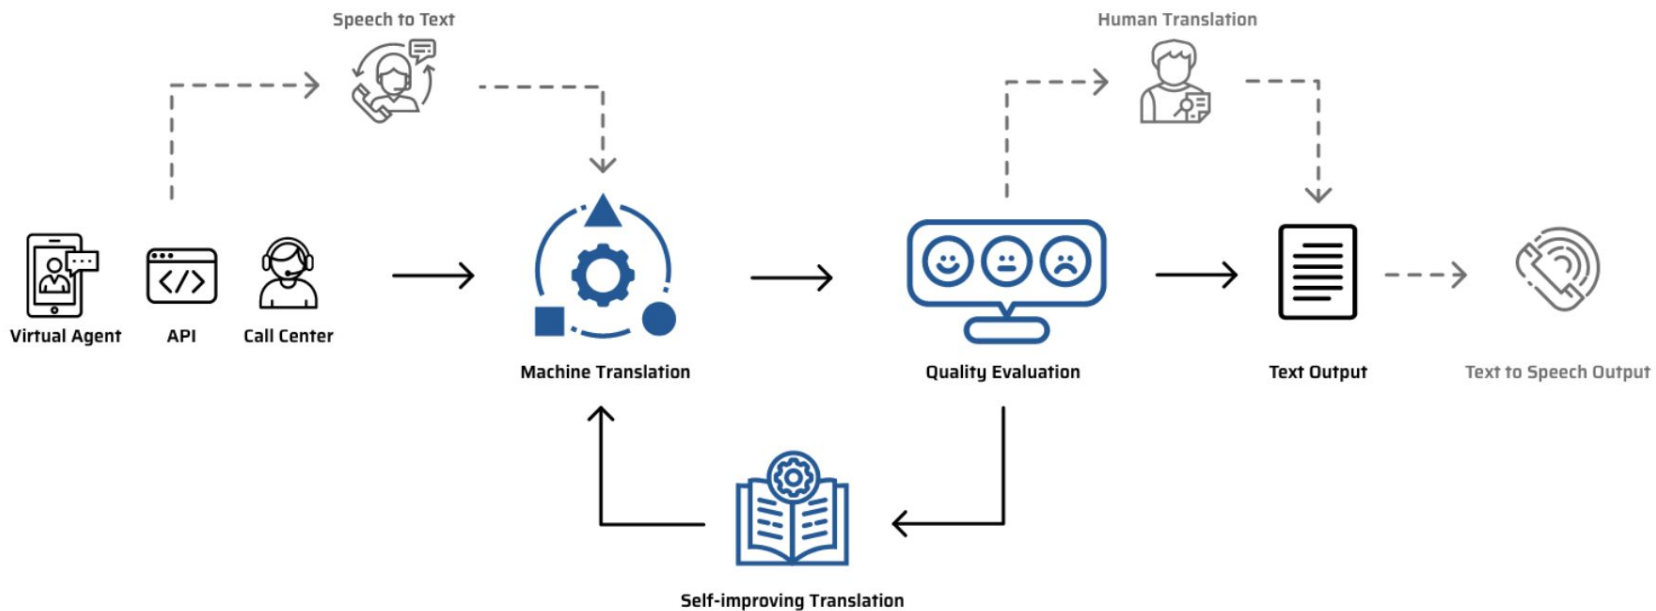 Speech to Text
Human Translation
Virtual Agent
API
Call Center
Machine Translation
Quality Evaluation
Text Output
Text to Speech Output
Self-improving Translation